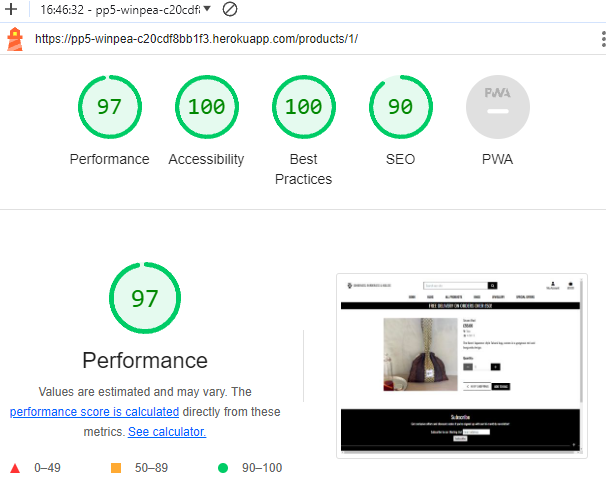 16:46:32 - pp5-winpea-c20cdf8
https://pp5-winpea-c20cdf8bb1f3.herokuapp.com/products/1/
97
100
100
90
PWA
Performance
Accessibility
Best
Practices
SEO
PWA
97
Performance
Values are estimated and may vary. The
performance score is calculated directly from these
metrics. See calculator.
0–49
50–89
90–100
FREE DELIVERY ON ORDERS OVER £50!
Subscribe